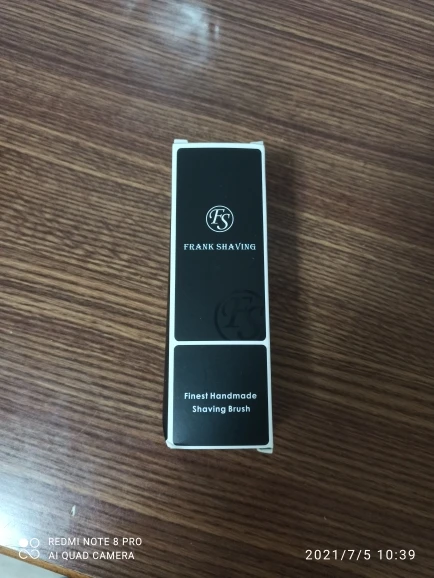 FS
FRANK SHAVING
FS
Finest Handmade
Shaving Brush
REDMI NOTE 8 PRO
AI QUAD CAMERA
2021/7/5 10:39